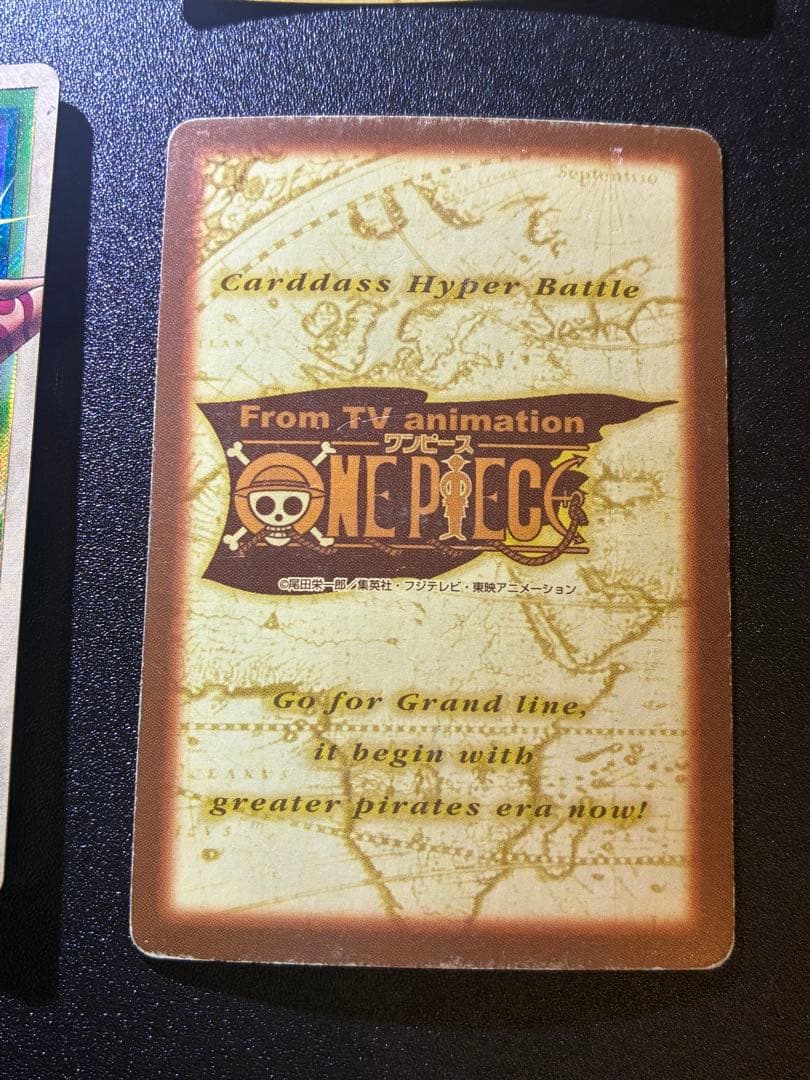 Septentrio
Carddass Hyper Battle
From TV animation
ワンピース
ONE PIECE
©尾田栄一郎／集英社・フジテレビ・東映アニメーション
Go for Grand line,
it begin with
greater pirates era now!